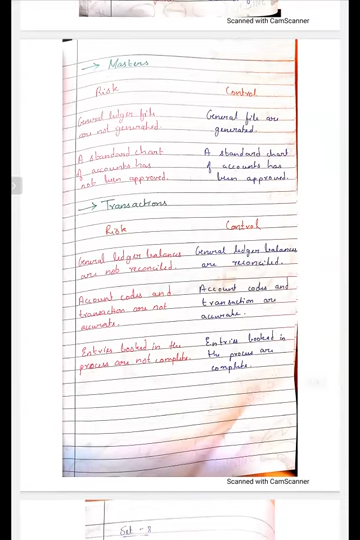 Scanned with CamScanner
→ Masters
Risk Control
General ledger file General file are
are not generated. generated.
A standard chart A standard chart
of accounts has of accounts has
not been approved. been approved.
→ Transactions
Risk Control
General ledger balances General ledger balances
are not reconciled. are reconciled.
Account codes and Account codes and
transaction are not transaction are
accurate. accurate.
Entries booked in the Entries booked in
process are not complete. the process are
complete.
Scanned with CamScanner
Set - 8